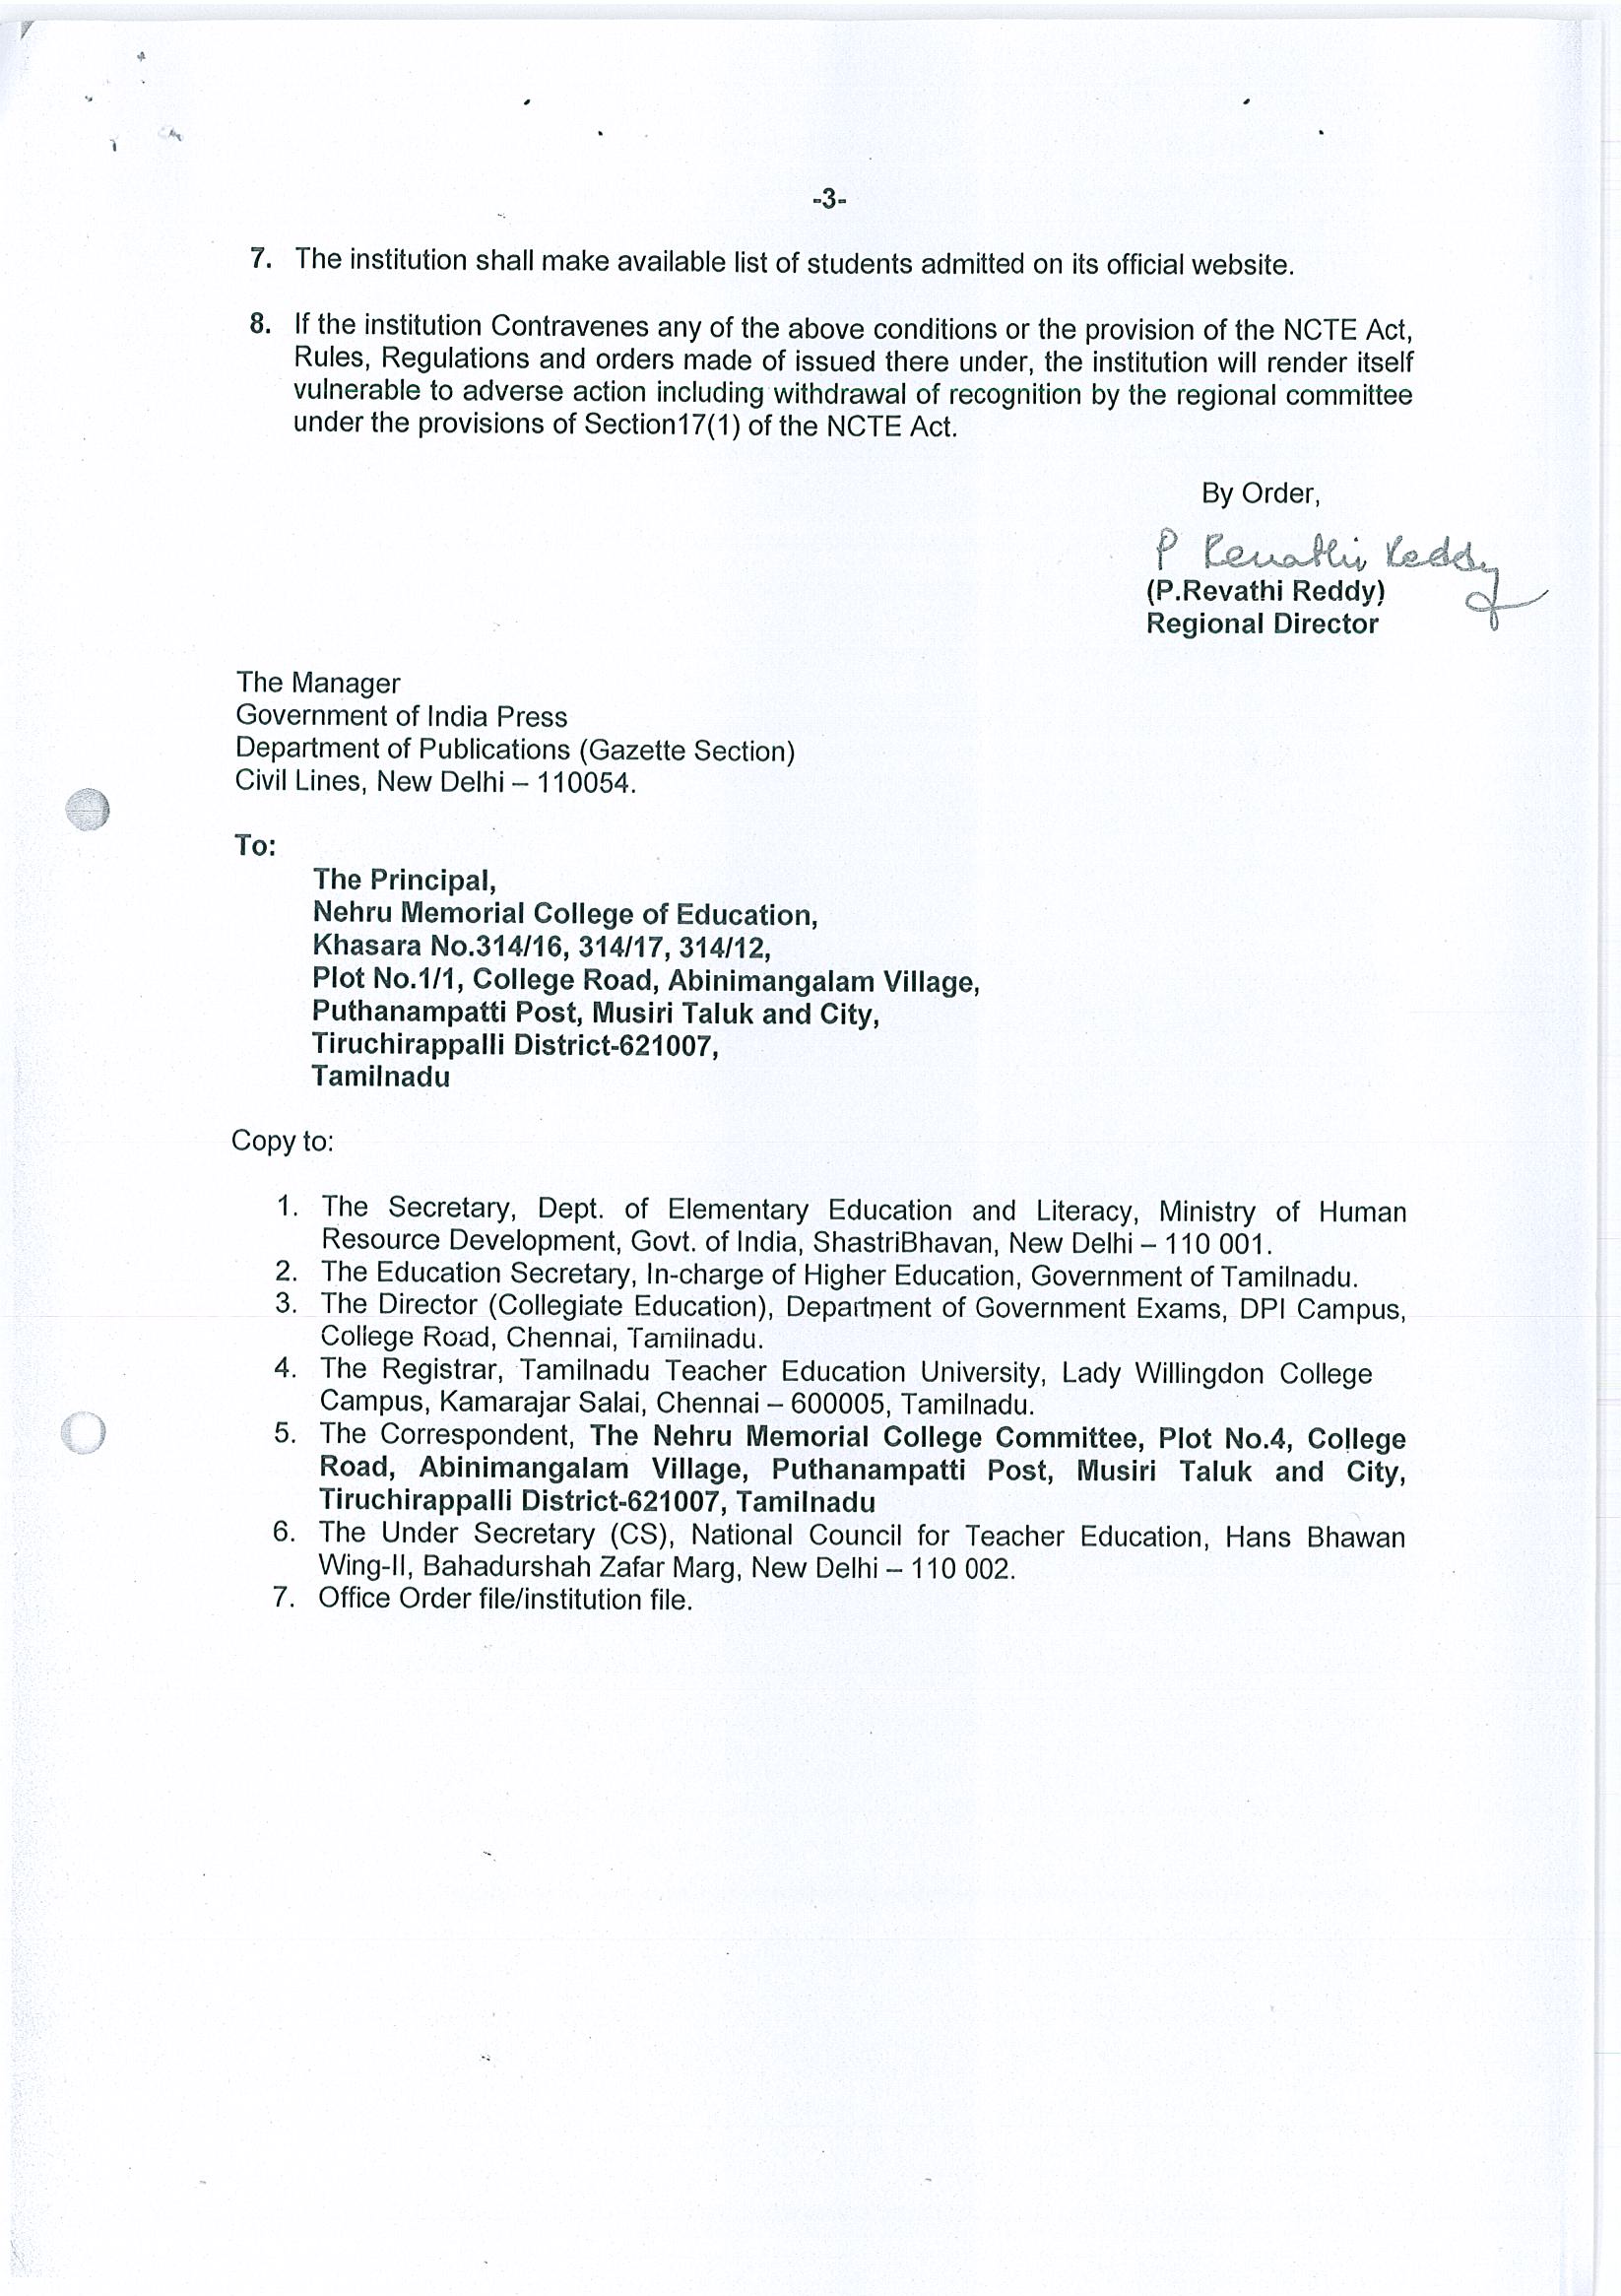 -3-
7. The institution shall make available list of students admitted on its official website.
8. If the institution Contravenes any of the above conditions or the provision of the NCTE Act,
Rules, Regulations and orders made of issued there under, the institution will render itself
vulnerable to adverse action including withdrawal of recognition by the regional committee
under the provisions of Section17(1) of the NCTE Act.
By Order,
P Revathi Reddy
(P.Revathi Reddy)
Regional Director
The Manager
Government of India Press
Department of Publications (Gazette Section)
Civil Lines, New Delhi – 110054.
To:
The Principal,
Nehru Memorial College of Education,
Khasara No.314/16, 314/17, 314/12,
Plot No.1/1, College Road, Abinimangalam Village,
Puthanampatti Post, Musiri Taluk and City,
Tiruchirappalli District-621007,
Tamilnadu
Copy to:
1. The Secretary, Dept. of Elementary Education and Literacy, Ministry of Human
Resource Development, Govt. of India, ShastriBhavan, New Delhi – 110 001.
2. The Education Secretary, In-charge of Higher Education, Government of Tamilnadu.
3. The Director (Collegiate Education), Department of Government Exams, DPI Campus,
College Road, Chennai, Tamilnadu.
4. The Registrar, Tamilnadu Teacher Education University, Lady Willingdon College
Campus, Kamarajar Salai, Chennai – 600005, Tamilnadu.
5. The Correspondent, The Nehru Memorial College Committee, Plot No.4, College
Road, Abinimangalam Village, Puthanampatti Post, Musiri Taluk and City,
Tiruchirappalli District-621007, Tamilnadu
6. The Under Secretary (CS), National Council for Teacher Education, Hans Bhawan
Wing-II, Bahadurshah Zafar Marg, New Delhi – 110 002.
7. Office Order file/institution file.